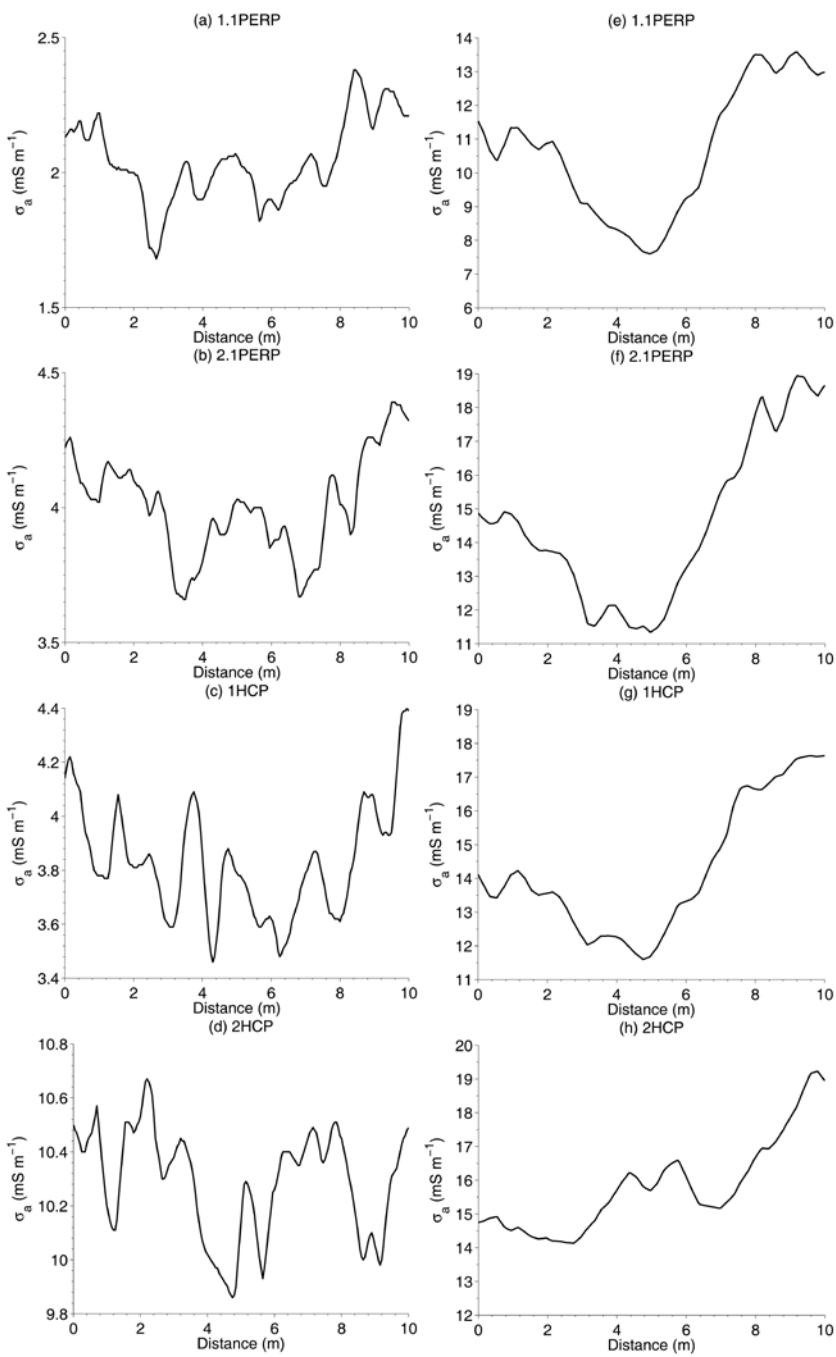 (a) 1.1PERP
2.5
2
1.5
σa (mS m−1)
0 2 4 6 8 10
Distance (m)
(e) 1.1PERP
14
13
12
11
10
9
8
7
6
σa (mS m−1)
0 2 4 6 8 10
Distance (m)
(b) 2.1PERP
4.5
4
3.5
σa (mS m−1)
0 2 4 6 8 10
Distance (m)
(f) 2.1PERP
19
18
17
16
15
14
13
12
11
σa (mS m−1)
0 2 4 6 8 10
Distance (m)
(c) 1HCP
4.4
4.2
4
3.8
3.6
3.4
σa (mS m−1)
0 2 4 6 8 10
Distance (m)
(g) 1HCP
19
18
17
16
15
14
13
12
11
σa (mS m−1)
0 2 4 6 8 10
Distance (m)
(d) 2HCP
10.8
10.6
10.4
10.2
10
9.8
σa (mS m−1)
0 2 4 6 8 10
Distance (m)
(h) 2HCP
20
19
18
17
16
15
14
13
12
σa (mS m−1)
0 2 4 6 8 10
Distance (m)